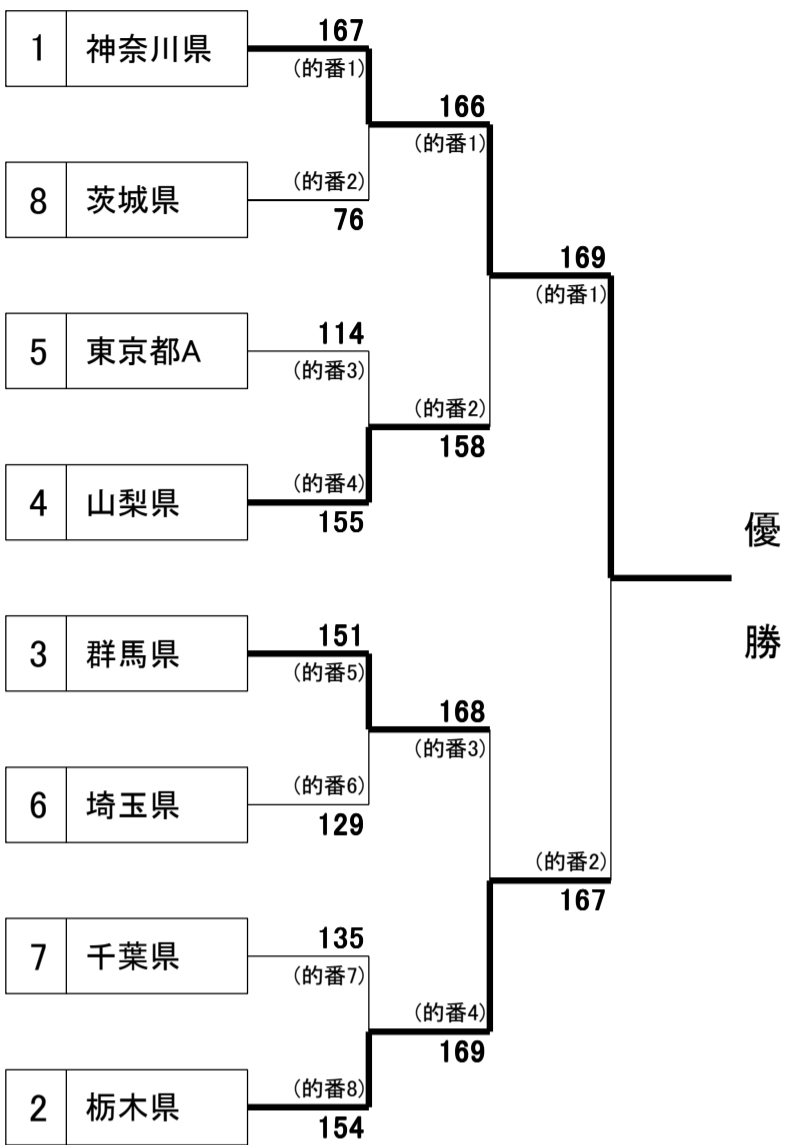 167
1 神奈川県
(的番1)
166
(的番1)
(的番2)
8 茨城県
76
169
(的番1)
114
5 東京都A
(的番3)
(的番2)
158
(的番4)
4 山梨県
155
優
勝
151
3 群馬県
(的番5)
168
(的番3)
(的番6)
6 埼玉県
129
(的番2)
167
135
7 千葉県
(的番7)
(的番4)
169
(的番8)
2 栃木県
154